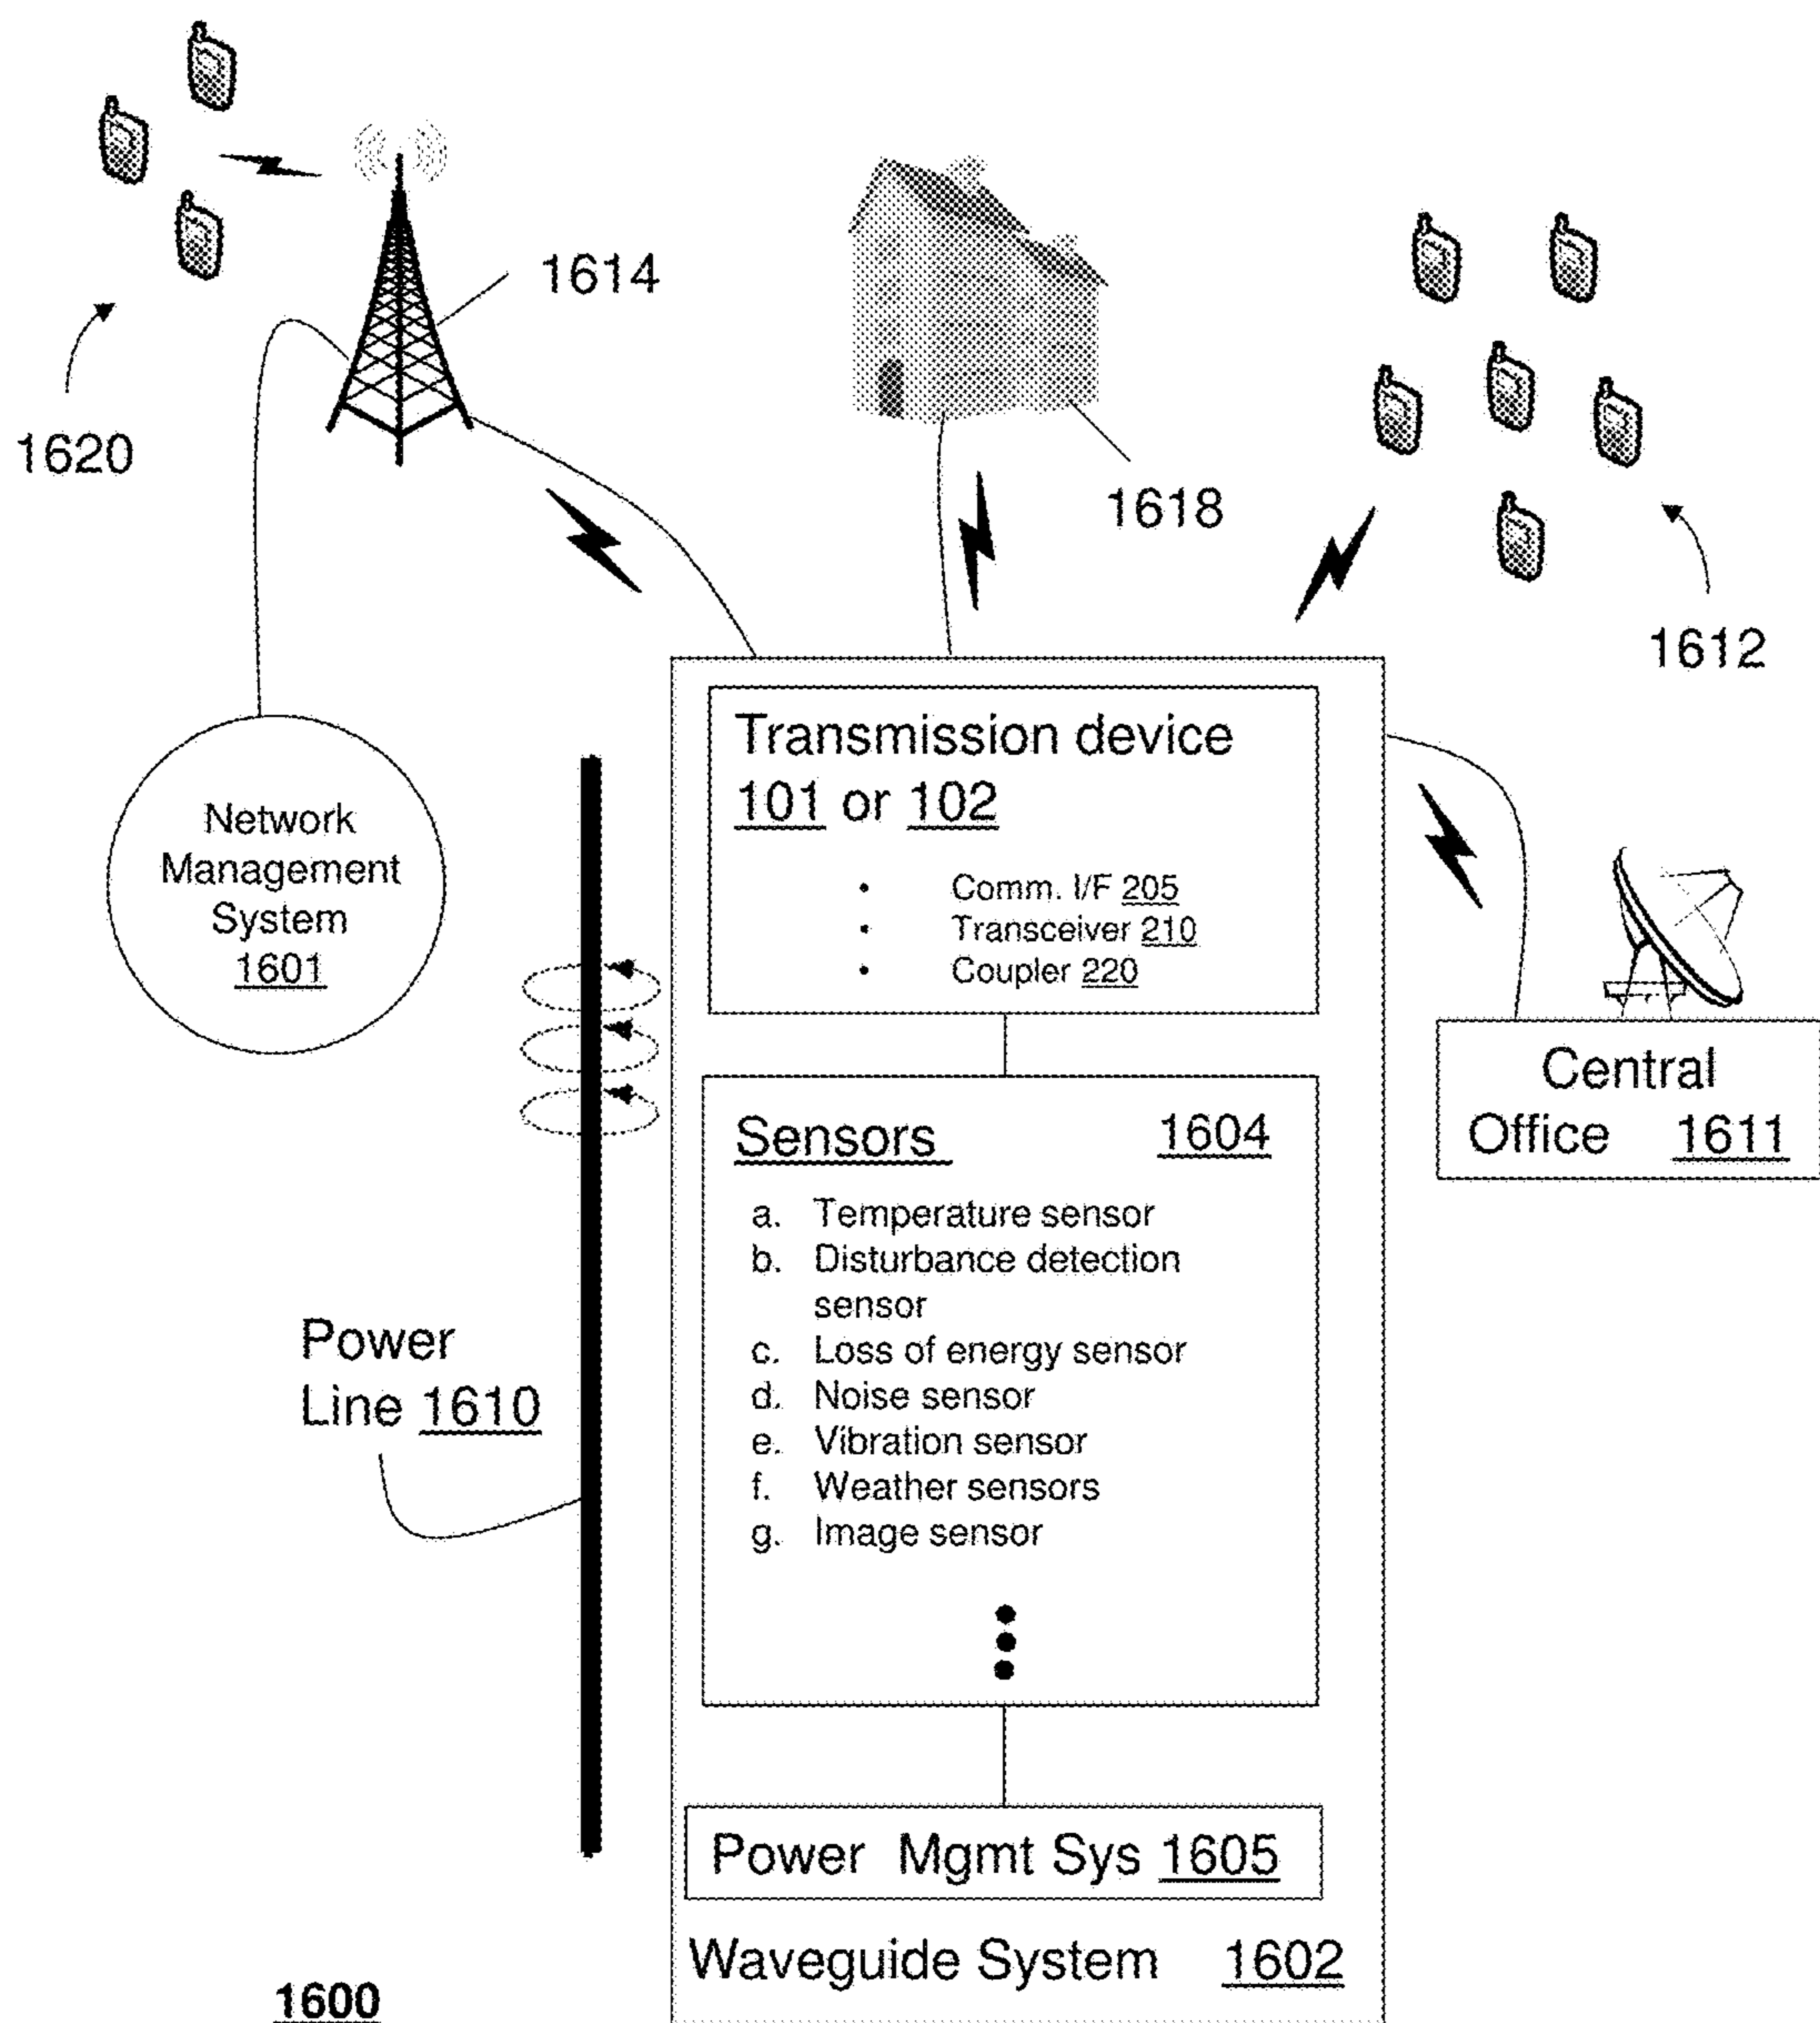 1614
1620
1618
1612
Network
Management
System
1601
Transmission device
101 or 102
• Comm. I/F 205
• Transceiver 210
• Coupler 220
Sensors 1604
a. Temperature sensor
b. Disturbance detection
sensor
c. Loss of energy sensor
d. Noise sensor
e. Vibration sensor
f. Weather sensors
g. Image sensor
Central
Office 1611
Power
Line 1610
Power Mgmt Sys 1605
Waveguide System 1602
1600